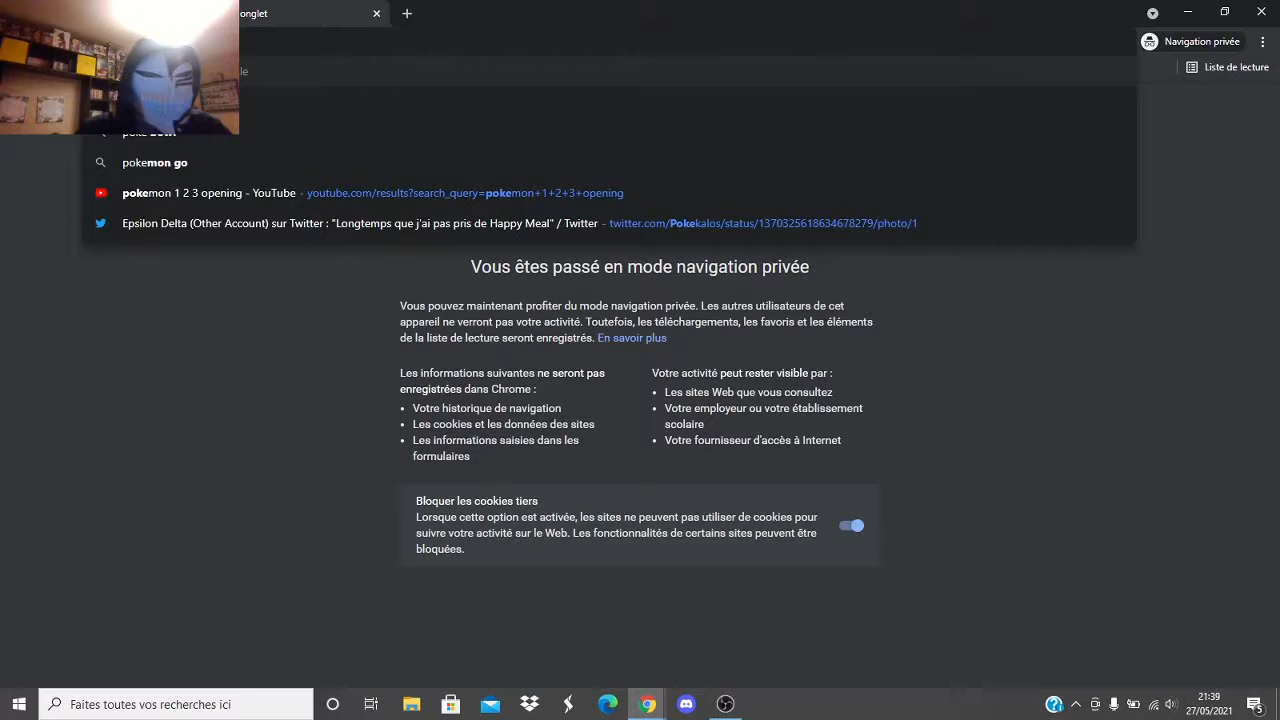 onglet
Navigation privée
Liste de lecture
pokemon go
pokemon 1 2 3 opening - YouTube - youtube.com/results?search_query=pokemon+1+2+3+opening
Epsilon Delta (Other Account) sur Twitter : "Longtemps que j'ai pas pris de Happy Meal" / Twitter - twitter.com/Pokekalos/status/1370325618634678279/photo/1
Vous êtes passé en mode navigation privée
Vous pouvez maintenant profiter du mode navigation privée. Les autres utilisateurs de cet
appareil ne verront pas votre activité. Toutefois, les téléchargements, les favoris et les éléments
de la liste de lecture seront enregistrés. En savoir plus
Les informations suivantes ne seront pas
enregistrées dans Chrome :
• Votre historique de navigation
• Les cookies et les données des sites
• Les informations saisies dans les
formulaires
Votre activité peut rester visible par :
• Les sites Web que vous consultez
• Votre employeur ou votre établissement
scolaire
• Votre fournisseur d'accès à Internet
Bloquer les cookies tiers
Lorsque cette option est activée, les sites ne peuvent pas utiliser de cookies pour
suivre votre activité sur le Web. Les fonctionnalités de certains sites peuvent être
bloquées.
Faites toutes vos recherches ici
21:39
27/05/2021